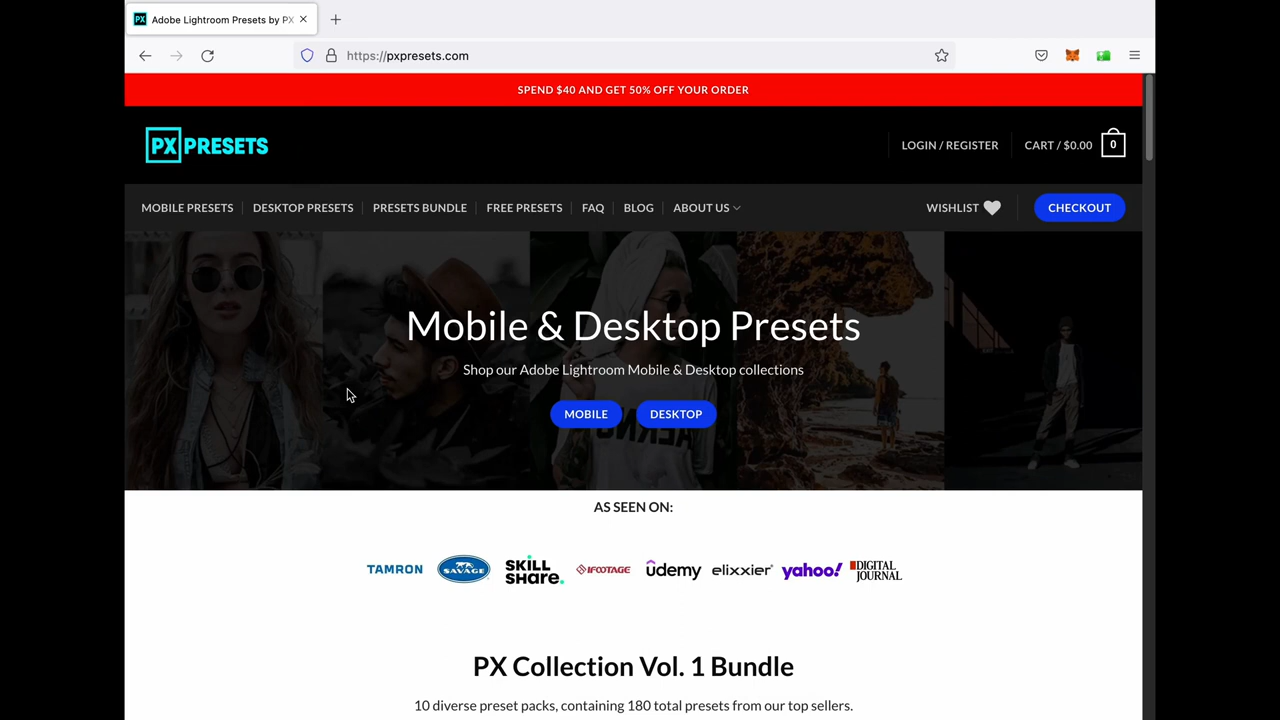 Adobe Lightroom Presets by PX
https://pxpresets.com
SPEND $40 AND GET 50% OFF YOUR ORDER
PX PRESETS
LOGIN / REGISTER
CART / $0.00
0
MOBILE PRESETS
DESKTOP PRESETS
PRESETS BUNDLE
FREE PRESETS
FAQ
BLOG
ABOUT US
WISHLIST
CHECKOUT
Mobile & Desktop Presets
Shop our Adobe Lightroom Mobile & Desktop collections
MOBILE
DESKTOP
AS SEEN ON:
TAMRON
SAVAGE
SKILL
SHARE.
IFOOTAGE
udemy
elixxier
yahoo!
DIGITAL
JOURNAL
PX Collection Vol. 1 Bundle
10 diverse preset packs, containing 180 total presets from our top sellers.